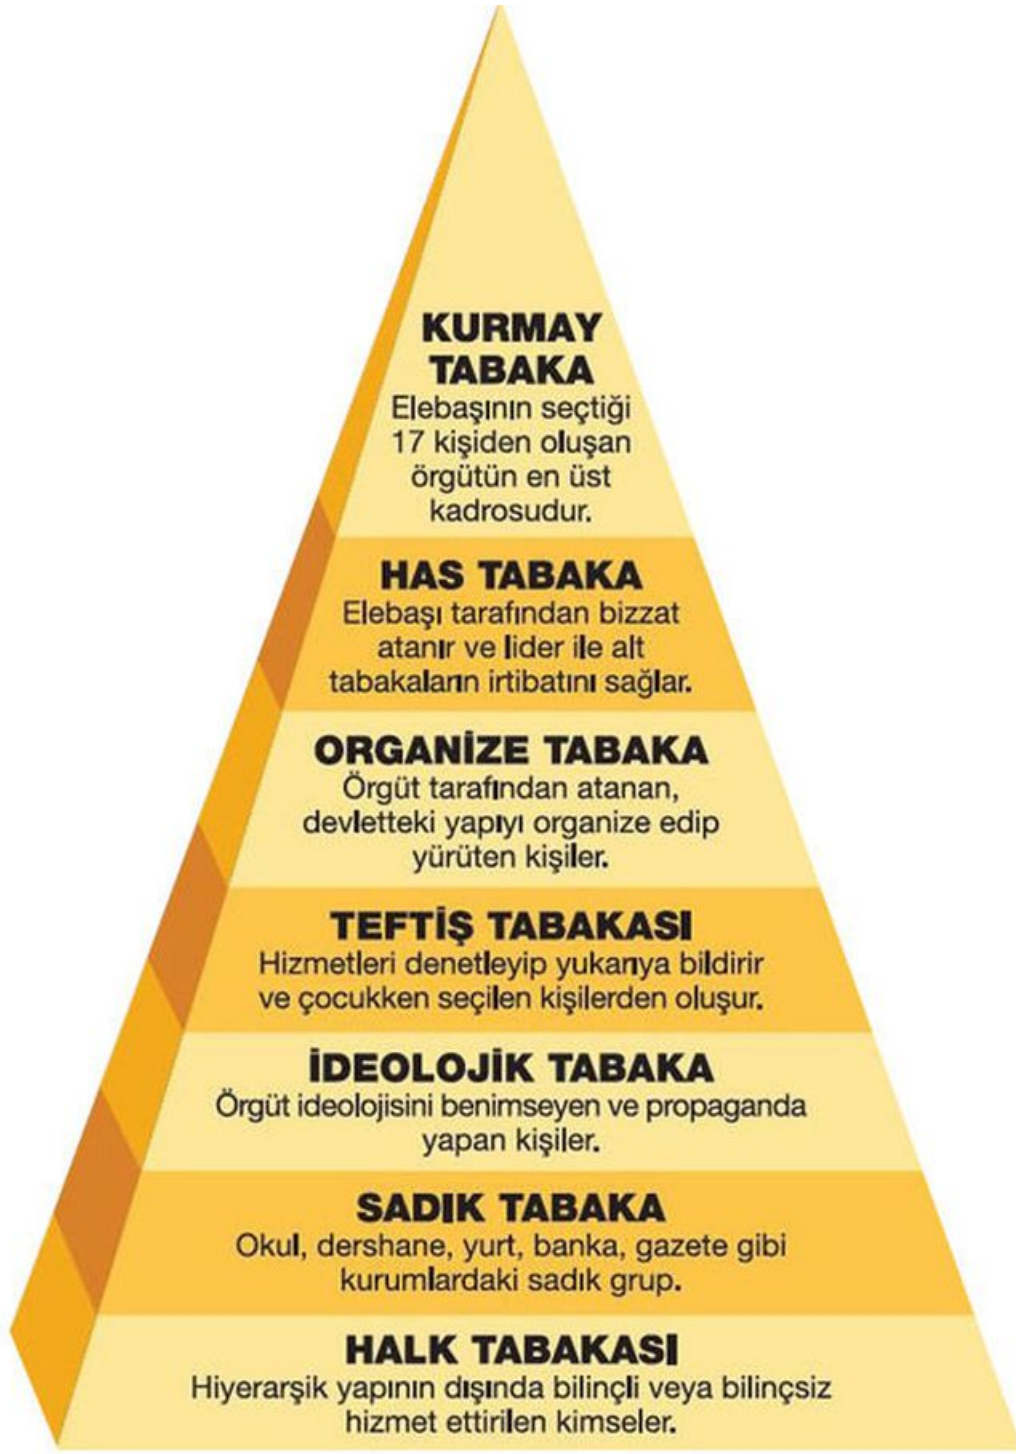 KURMAY
TABAKA
Elebaşının seçtiği
17 kişiden oluşan
örgütün en üst
kadrosudur.
HAS TABAKA
Elebaşı tarafından bizzat
atanır ve lider ile alt
tabakaların irtibatını sağlar.
ORGANİZE TABAKA
Örgüt tarafından atanan,
devletteki yapıyı organize edip
yürüten kişiler.
TEFTİŞ TABAKASI
Hizmetleri denetleyip yukarıya bildirir
ve çocukken seçilen kişilerden oluşur.
İDEOLOJİK TABAKA
Örgüt ideolojisini benimseyen ve propaganda
yapan kişiler.
SADIK TABAKA
Okul, dershane, yurt, banka, gazete gibi
kurumlardaki sadık grup.
HALK TABAKASI
Hiyerarşik yapının dışında bilinçli veya bilinçsiz
hizmet ettirilen kimseler.